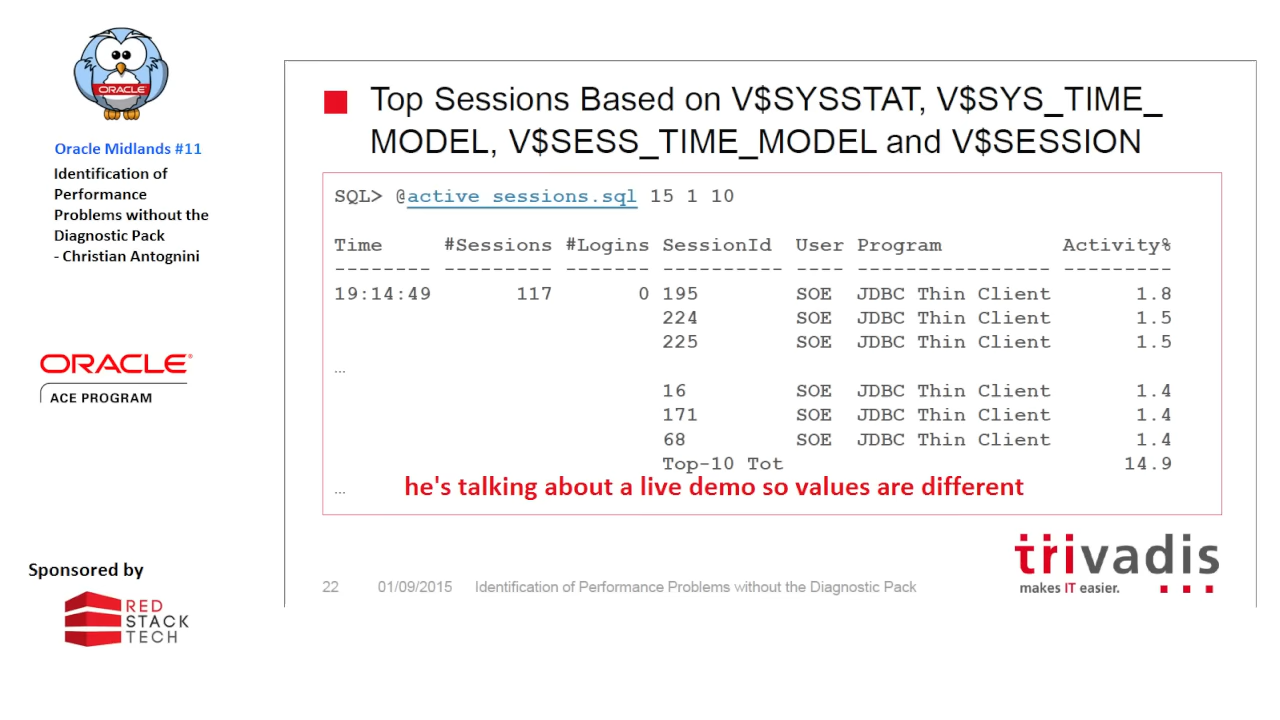 ORACLE
Oracle Midlands #11
Identification of
Performance
Problems without the
Diagnostic Pack
- Christian Antognini
ORACLE®
ACE PROGRAM
Sponsored by
RED
STACK
TECH
Top Sessions Based on V$SYSSTAT, V$SYS_TIME_
MODEL, V$SESS_TIME_MODEL and V$SESSION
SQL> @active_sessions.sql 15 1 10
Time #Sessions #Logins SessionId User Program Activity%
-------- --------- ------- ---------- ---- ---------------- ---------
19:14:49 117 0 195 SOE JDBC Thin Client 1.8
224 SOE JDBC Thin Client 1.5
225 SOE JDBC Thin Client 1.5
…
16 SOE JDBC Thin Client 1.4
171 SOE JDBC Thin Client 1.4
68 SOE JDBC Thin Client 1.4
Top-10 Tot 14.9
he's talking about a live demo so values are different
…
trivadis
makes IT easier.
22 01/09/2015 Identification of Performance Problems without the Diagnostic Pack